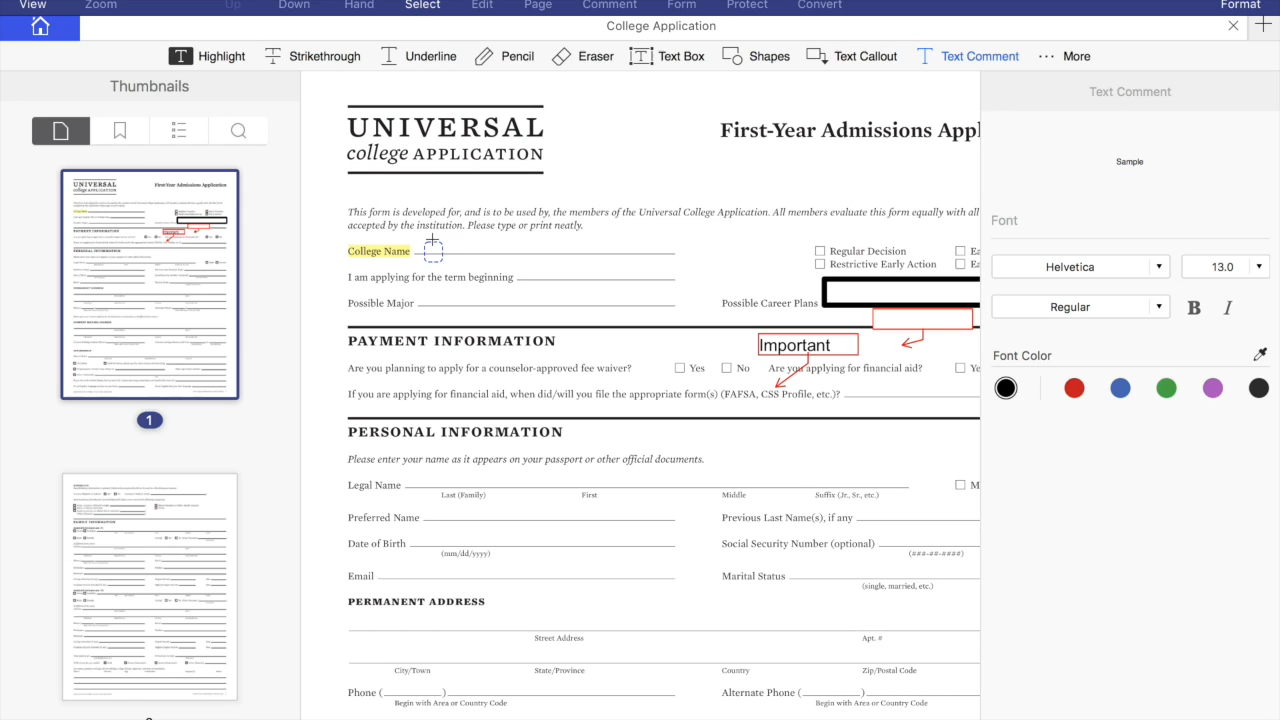 View Zoom Up Down Hand Select Edit Page Comment Form Protect Convert Format
College Application
T Highlight T Strikethrough T Underline Pencil Eraser T Text Box Shapes Text Callout T Text Comment More
Thumbnails
1
UNIVERSAL
college APPLICATION
First-Year Admissions Appl
This form is developed for, and is to be used by, the members of the Universal College Application. All members evaluate this form equally with all
accepted by the institution. Please type or print neatly.
College Name
Regular Decision Ea
Restrictive Early Action Ea
I am applying for the term beginning
Possible Major
Possible Career Plans
PAYMENT INFORMATION
Important
Are you planning to apply for a counselor-approved fee waiver? Yes No Are you applying for financial aid? Ye
If you are applying for financial aid, when did/will you file the appropriate form(s) (FAFSA, CSS Profile, etc.)?
PERSONAL INFORMATION
Please enter your name as it appears on your passport or other official documents.
Legal Name M
Last (Family) First Middle Suffix (Jr., Sr., etc.)
Preferred Name
Previous Last Name(s), if any
Date of Birth
(mm/dd/yyyy)
Social Security Number (optional)
(###-##-####)
Email
Marital Status
(single, married, etc.)
PERMANENT ADDRESS
Street Address Apt. #
City/Town State/Province Country Zip/Postal Code
Phone ( )
Begin with Area or Country Code
Alternate Phone ( )
Begin with Area or Country Code
Text Comment
Sample
Font
Helvetica 13.0
Regular B I
Font Color